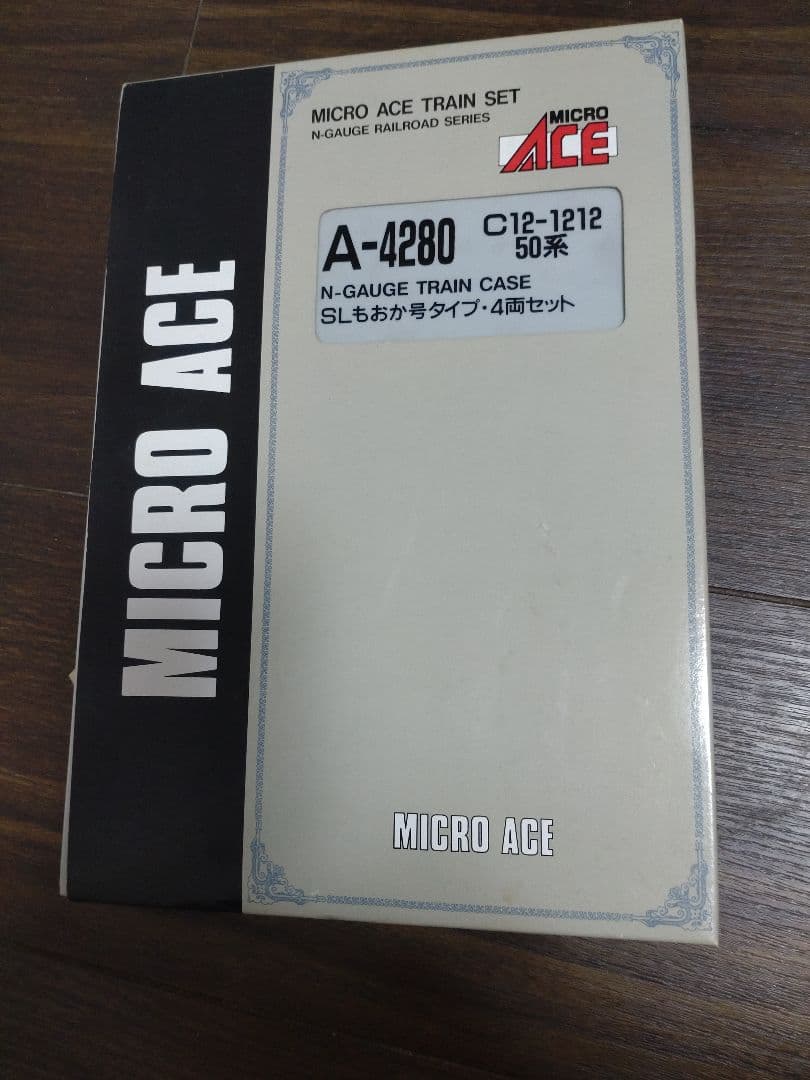 MICRO ACE
MICRO ACE TRAIN SET
N-GAUGE RAILROAD SERIES
MICRO
ACE
A-4280 C12-1212
50系
N-GAUGE TRAIN CASE
SLもおか号タイプ・4両セット
MICRO ACE